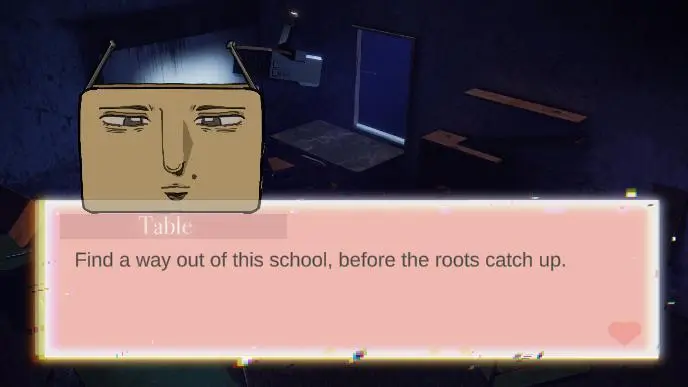 Table
Find a way out of this school, before the roots catch up.